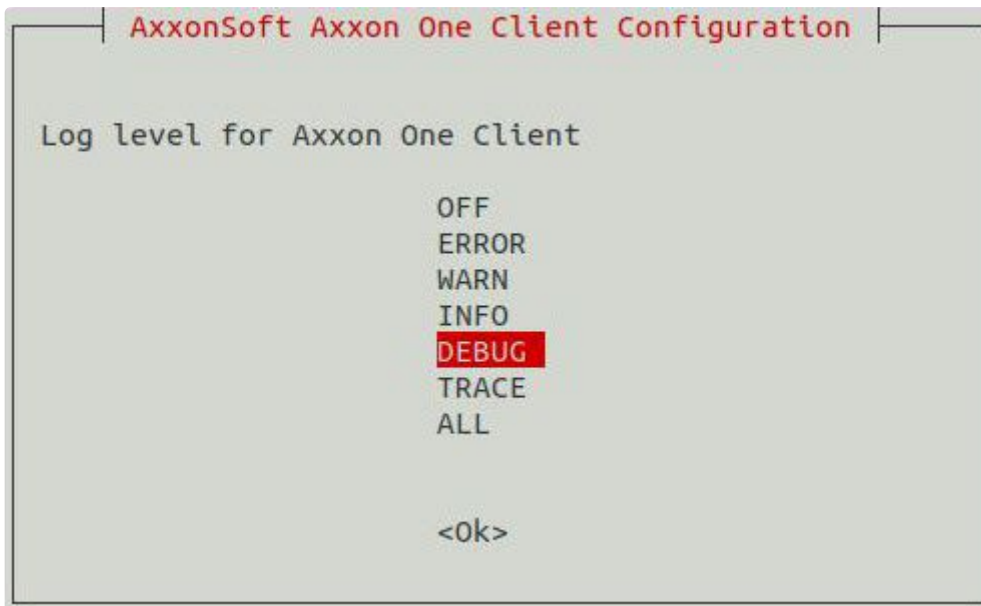 AxxonSoft Axxon One Client Configuration
Log level for Axxon One Client
OFF
ERROR
WARN
INFO
DEBUG
TRACE
ALL
<Ok>